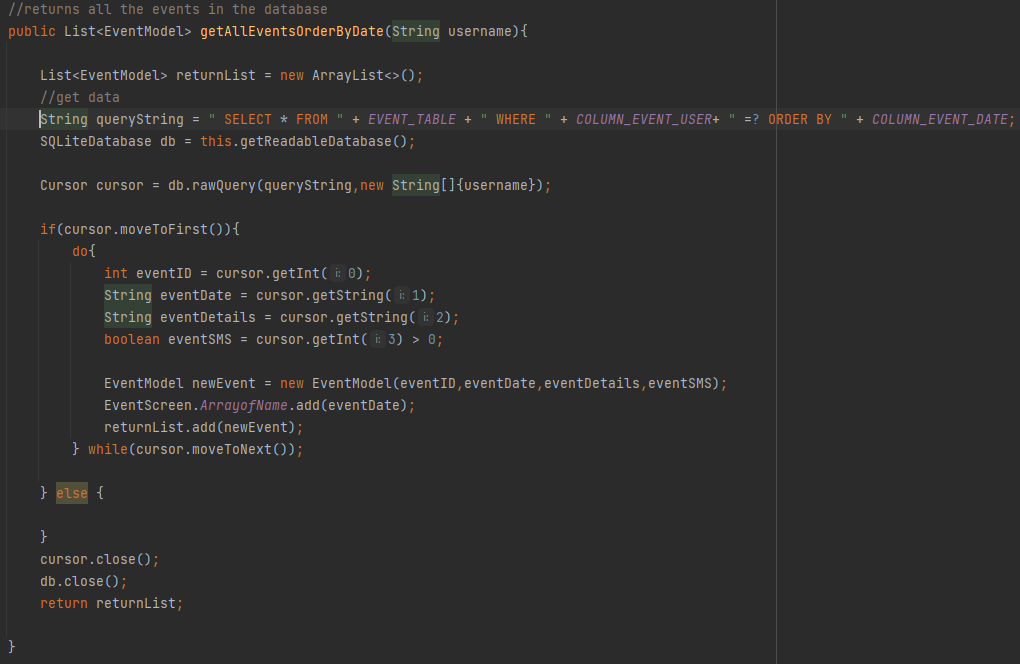 //returns all the events in the database
public List<EventModel> getAllEventsOrderByDate(String username){
List<EventModel> returnList = new ArrayList<>();
//get data
String queryString = " SELECT * FROM " + EVENT_TABLE + " WHERE " + COLUMN_EVENT_USER+ " =? ORDER BY " + COLUMN_EVENT_DATE;
SQLiteDatabase db = this.getReadableDatabase();
Cursor cursor = db.rawQuery(queryString,new String[]{username});
if(cursor.moveToFirst()){
do{
int eventID = cursor.getInt( i: 0);
String eventDate = cursor.getString( i: 1);
String eventDetails = cursor.getString( i: 2);
boolean eventSMS = cursor.getInt( i: 3) > 0;
EventModel newEvent = new EventModel(eventID,eventDate,eventDetails,eventSMS);
EventScreen.ArrayofName.add(eventDate);
returnList.add(newEvent);
} while(cursor.moveToNext());
} else {
}
cursor.close();
db.close();
return returnList;
}